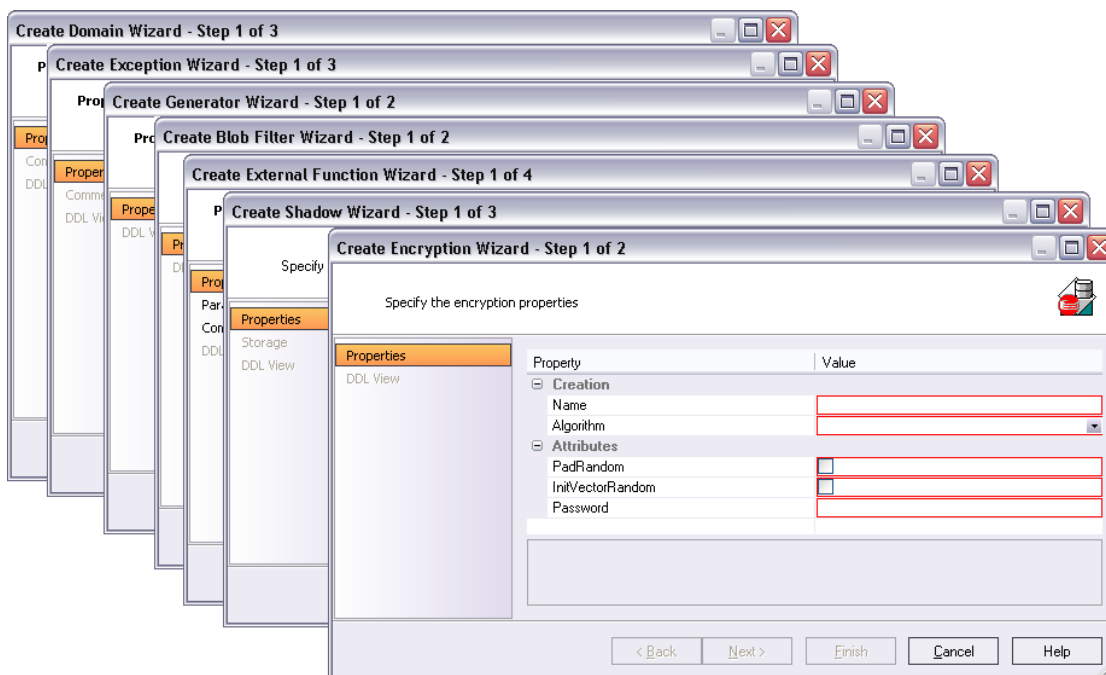 Create Domain Wizard - Step 1 of 3
Create Exception Wizard - Step 1 of 3
Create Generator Wizard - Step 1 of 2
Create Blob Filter Wizard - Step 1 of 2
Create External Function Wizard - Step 1 of 4
Create Shadow Wizard - Step 1 of 3
Specify
Properties
Storage
DDL View
Create Encryption Wizard - Step 1 of 2
Specify the encryption properties
Properties
DDL View
Property Value
Creation
Name
Algorithm
Attributes
PadRandom
InitVectorRandom
Password
< Back Next > Finish Cancel Help